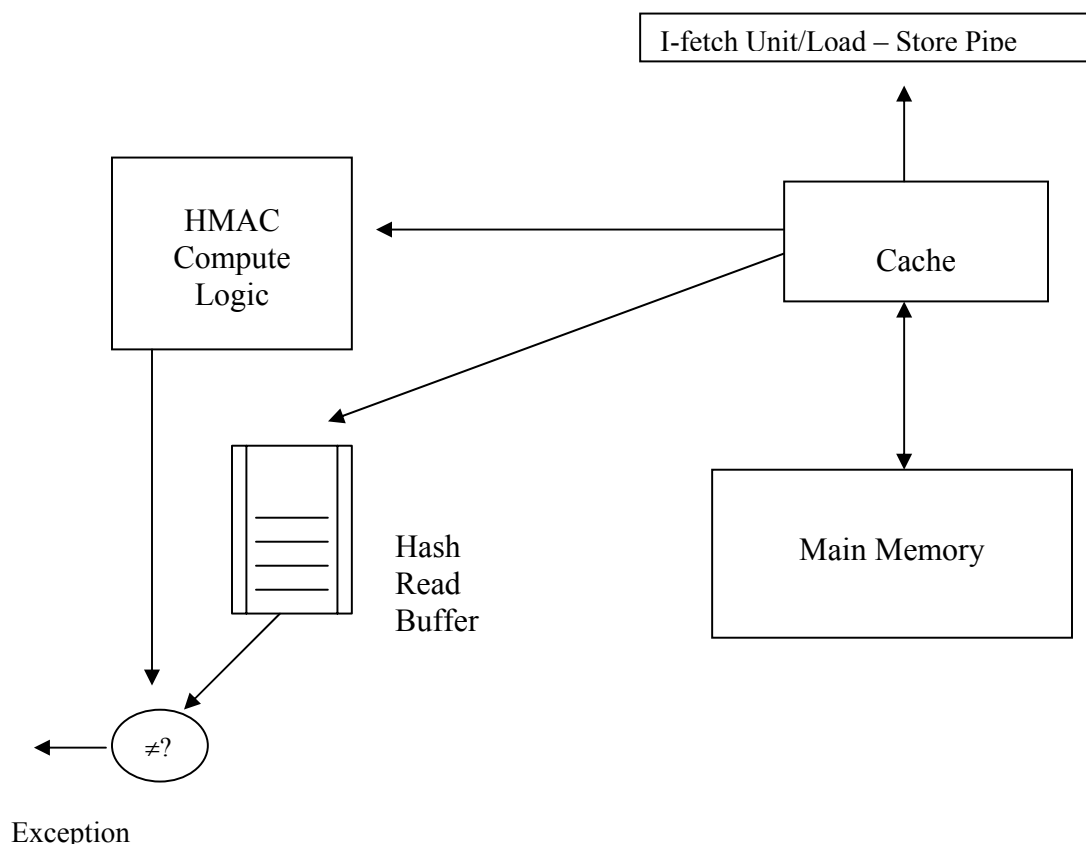 I-fetch Unit/Load – Store Pipe
HMAC
Compute
Logic
Cache
Hash
Read
Buffer
Main Memory
≠?
Exception